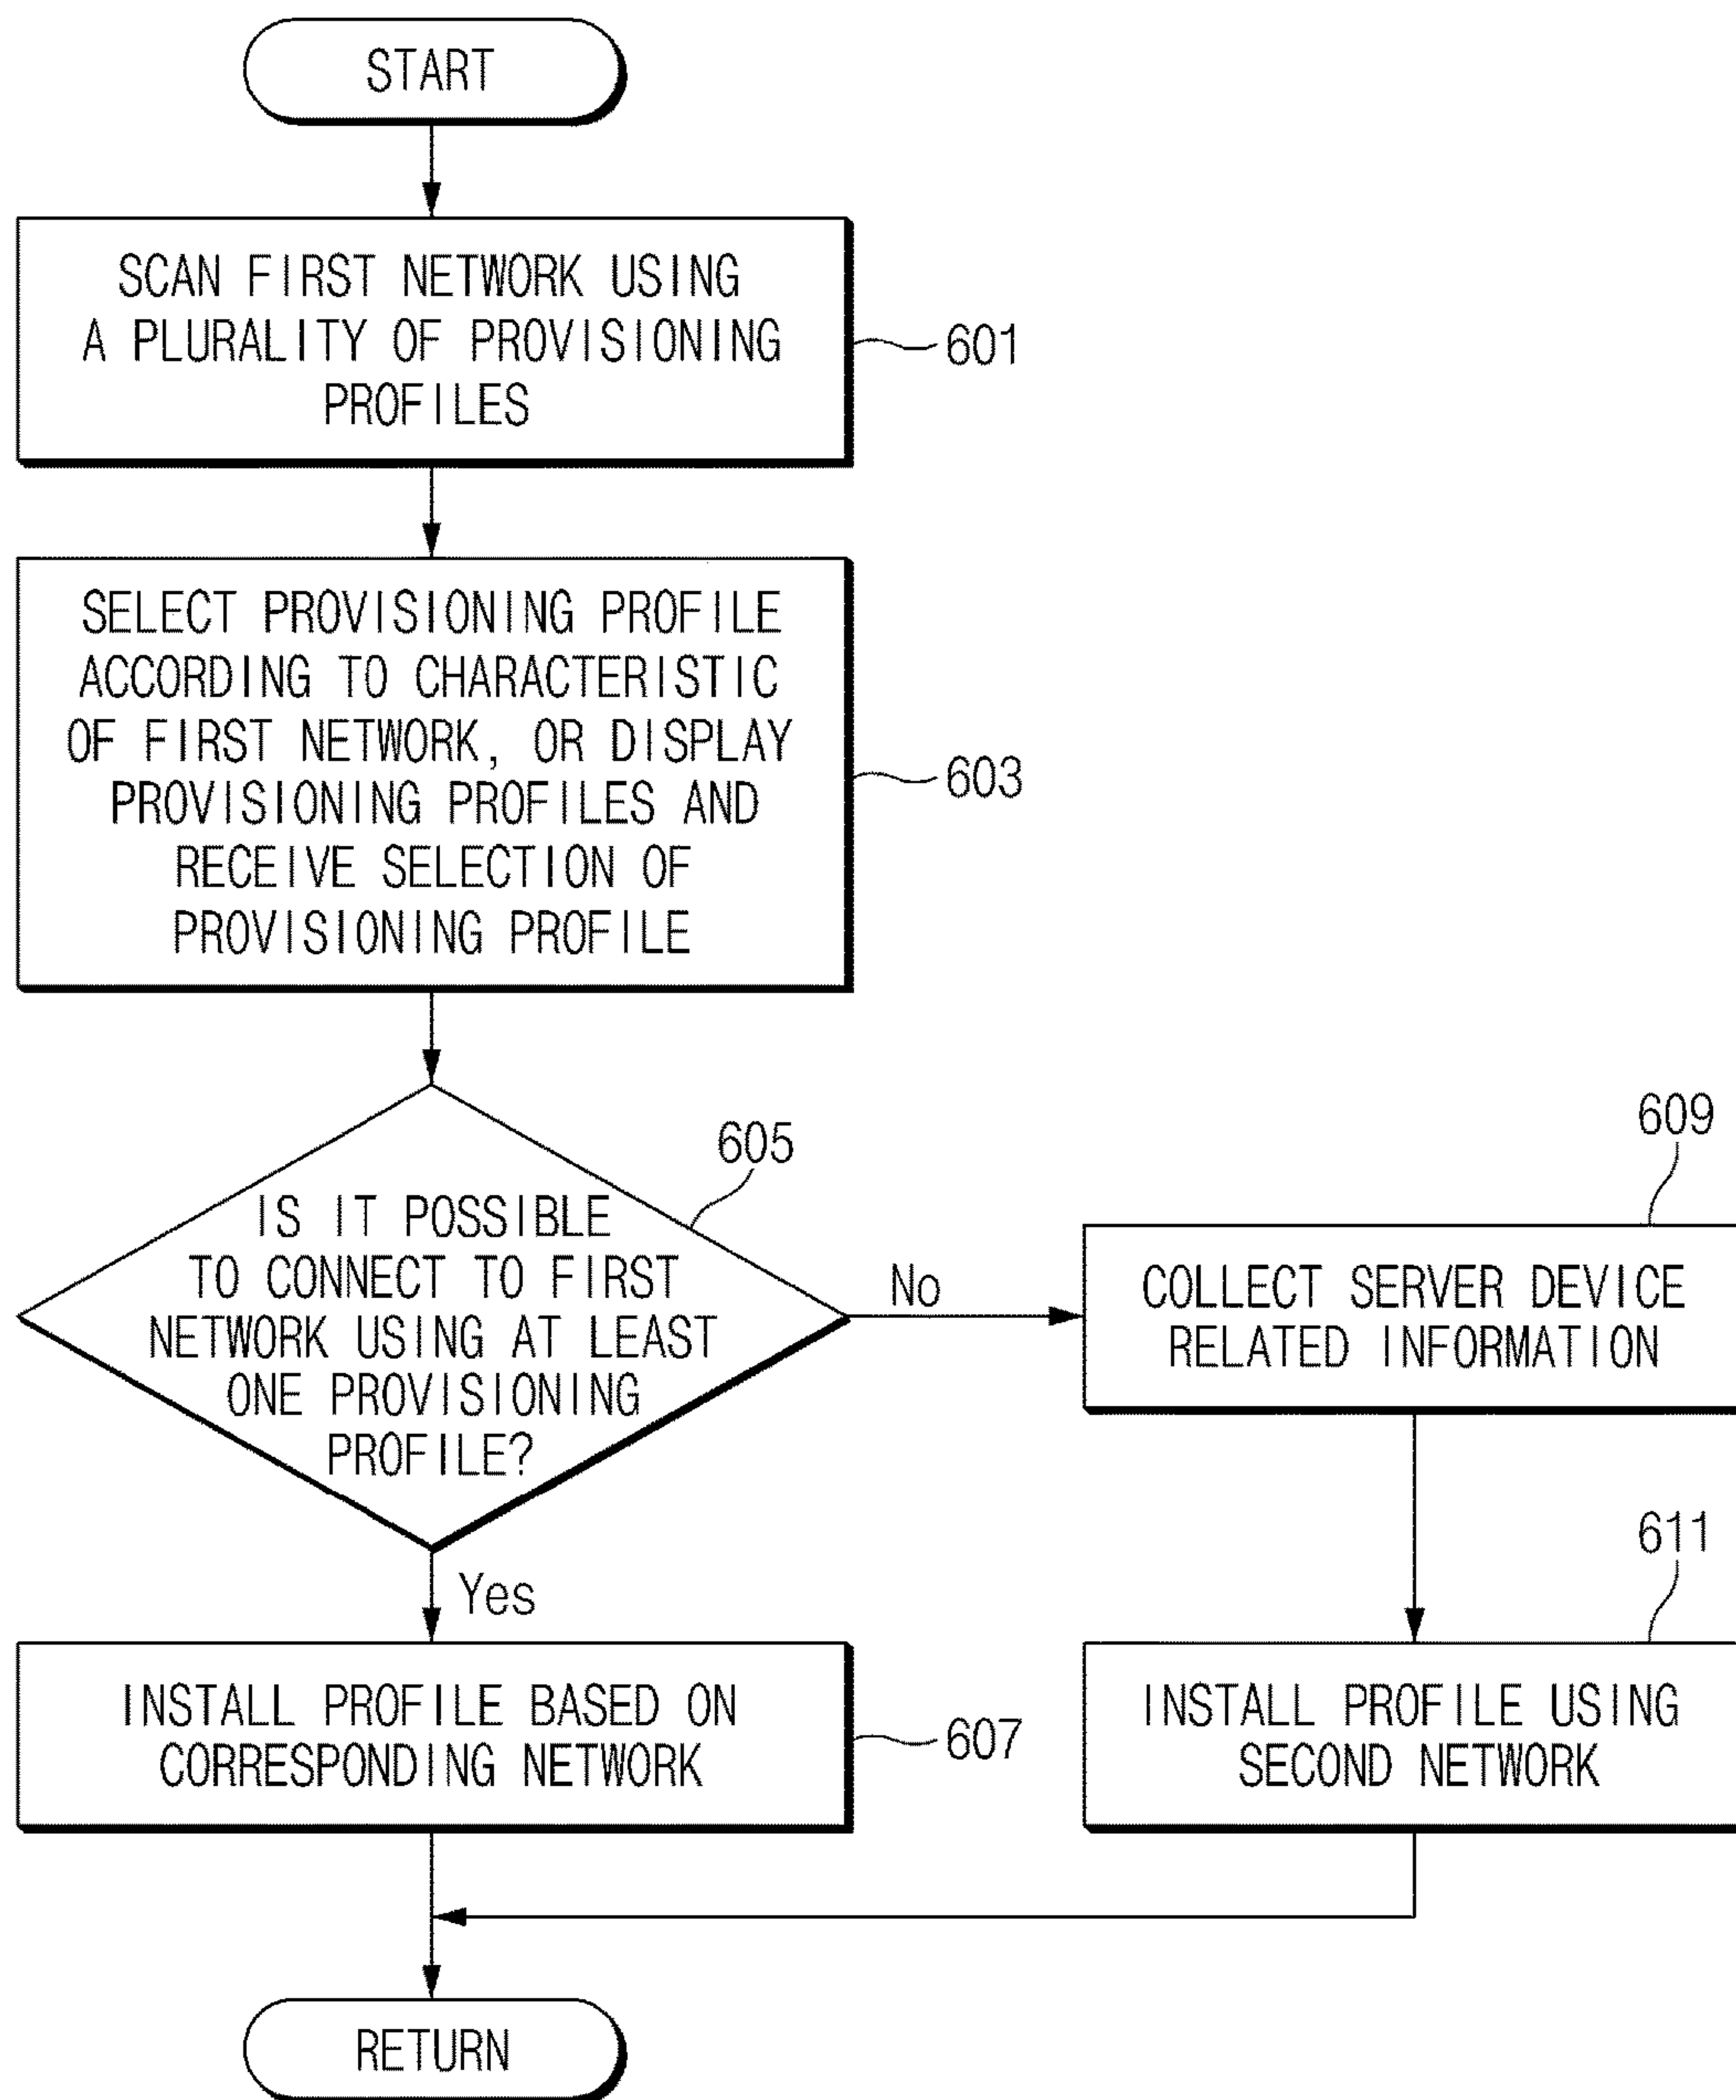 START
SCAN FIRST NETWORK USING
A PLURALITY OF PROVISIONING
PROFILES
601
SELECT PROVISIONING PROFILE
ACCORDING TO CHARACTERISTIC
OF FIRST NETWORK, OR DISPLAY
PROVISIONING PROFILES AND
RECEIVE SELECTION OF
PROVISIONING PROFILE
603
605
IS IT POSSIBLE
TO CONNECT TO FIRST
NETWORK USING AT LEAST
ONE PROVISIONING
PROFILE?
No
609
COLLECT SERVER DEVICE
RELATED INFORMATION
Yes
INSTALL PROFILE BASED ON
CORRESPONDING NETWORK
607
611
INSTALL PROFILE USING
SECOND NETWORK
RETURN